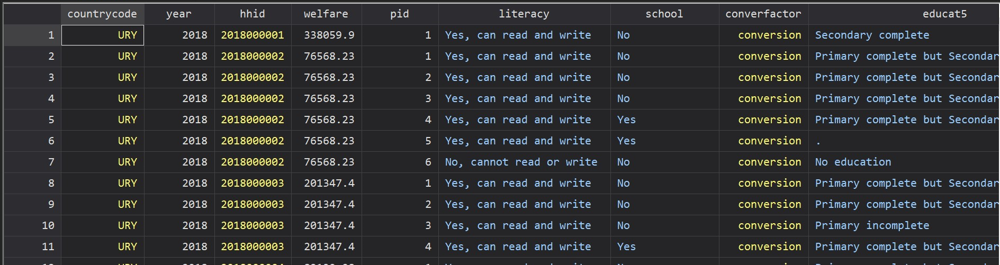 countrycode year hhid welfare pid literacy school converfactor educat5
1 URY 2018 2018000001 338059.9 1 Yes, can read and write No conversion Secondary complete
2 URY 2018 2018000002 76568.23 1 Yes, can read and write No conversion Primary complete but Secondar
3 URY 2018 2018000002 76568.23 2 Yes, can read and write No conversion Primary complete but Secondar
4 URY 2018 2018000002 76568.23 3 Yes, can read and write No conversion Primary complete but Secondar
5 URY 2018 2018000002 76568.23 4 Yes, can read and write Yes conversion Primary complete but Secondar
6 URY 2018 2018000002 76568.23 5 Yes, can read and write Yes conversion .
7 URY 2018 2018000002 76568.23 6 No, cannot read or write No conversion No education
8 URY 2018 2018000003 201347.4 1 Yes, can read and write No conversion Primary complete but Secondar
9 URY 2018 2018000003 201347.4 2 Yes, can read and write No conversion Primary complete but Secondar
10 URY 2018 2018000003 201347.4 3 Yes, can read and write No conversion Primary incomplete
11 URY 2018 2018000003 201347.4 4 Yes, can read and write Yes conversion Primary complete but Secondar